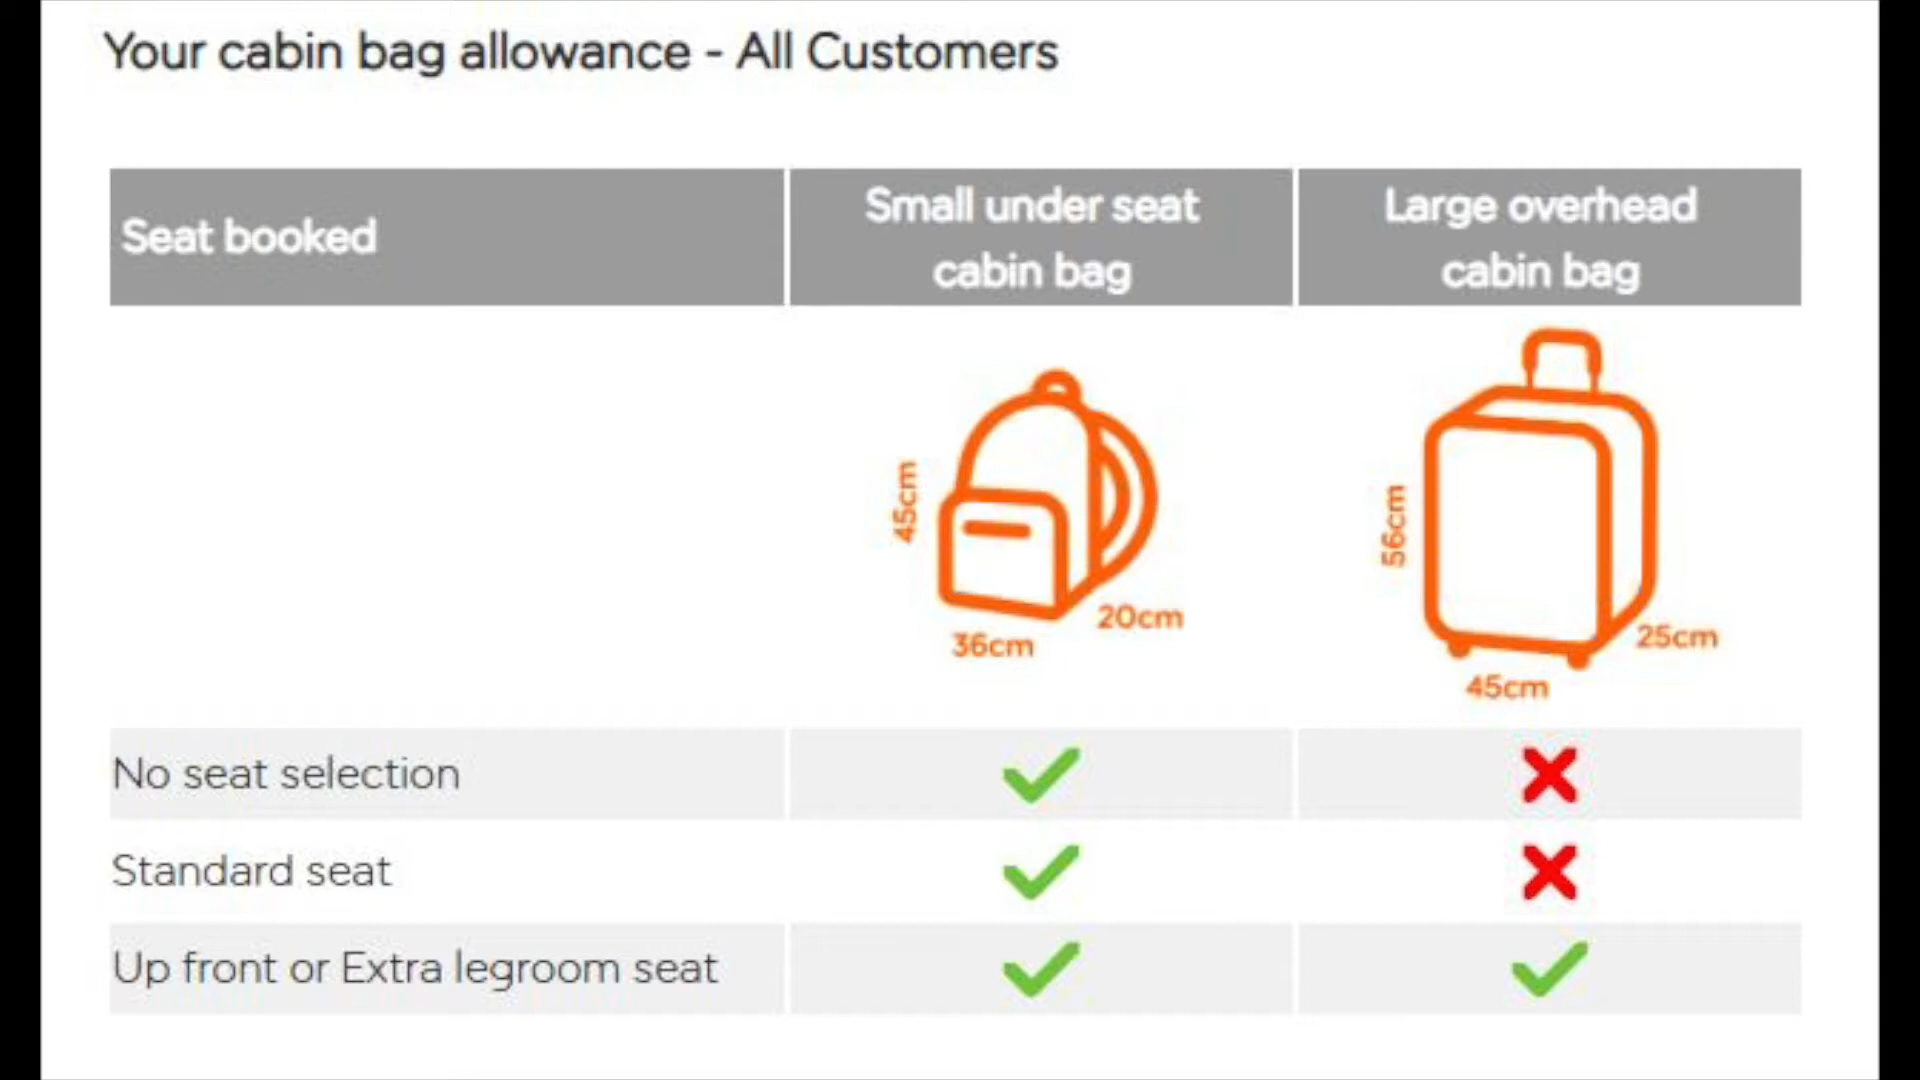 Your cabin bag allowance - All Customers
Seat booked
Small under seat
cabin bag
Large overhead
cabin bag
45cm
36cm
20cm
56cm
45cm
25cm
No seat selection
Standard seat
Up front or Extra legroom seat